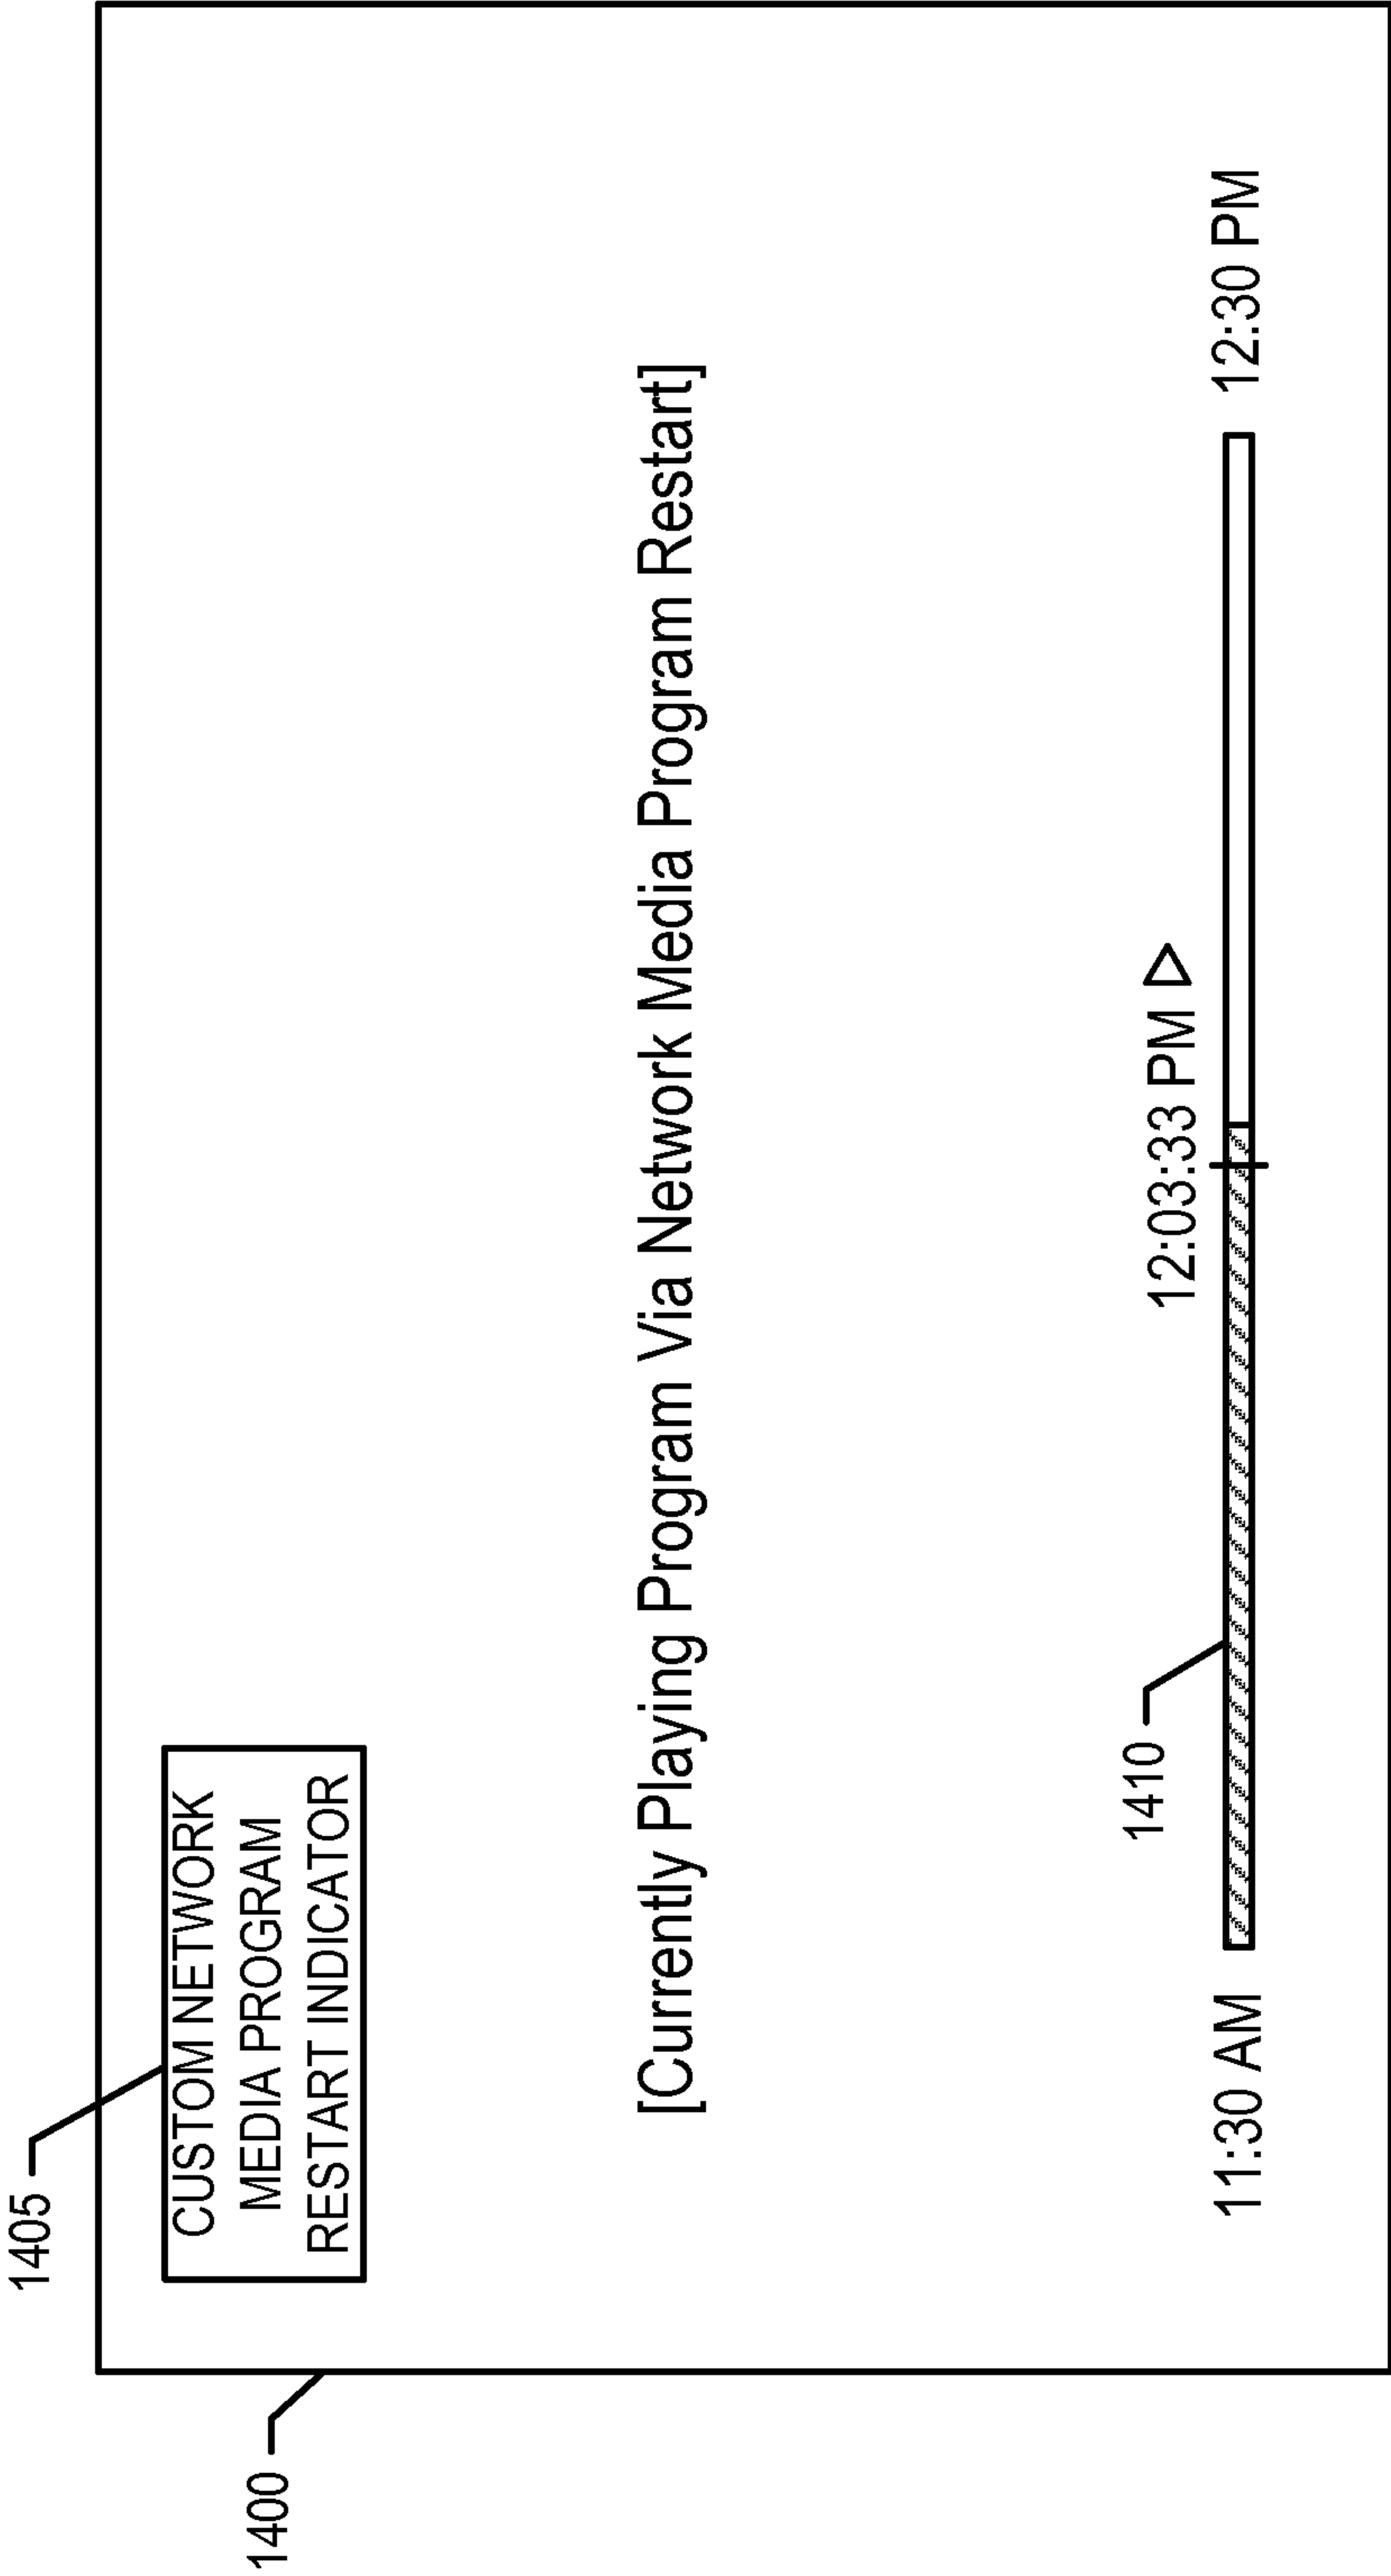 1405
CUSTOM NETWORK
MEDIA PROGRAM
RESTART INDICATOR
1400
[Currently Playing Program Via Network Media Program Restart]
1410
12:03:33 PM
11:30 AM
12:30 PM